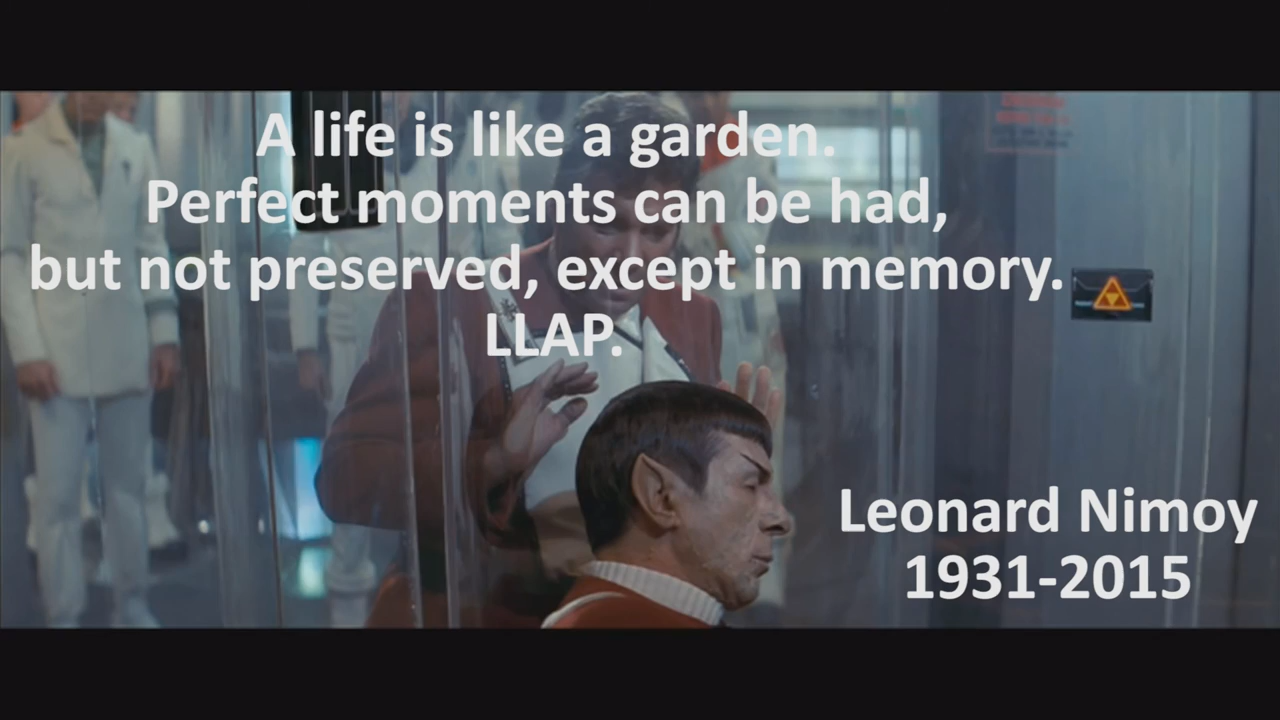 A life is like a garden.
Perfect moments can be had,
but not preserved, except in memory.
LLAP.
Leonard Nimoy
1931-2015